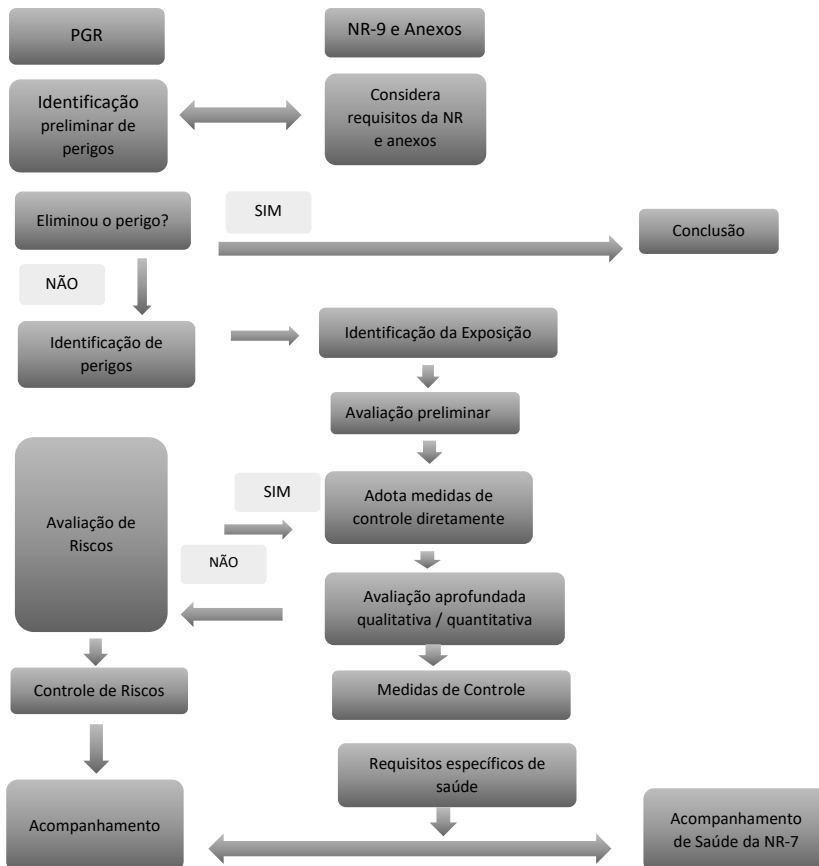 PGR
NR-9 e Anexos
Identificação
preliminar de
perigos
Considera
requisitos da NR
e anexos
Eliminou o perigo?
SIM
Conclusão
NÃO
Identificação de
perigos
Identificação da Exposição
Avaliação preliminar
Avaliação de
Riscos
SIM
Adota medidas de
controle diretamente
NÃO
Avaliação aprofundada
qualitativa / quantitativa
Controle de Riscos
Medidas de Controle
Requisitos específicos de
saúde
Acompanhamento
Acompanhamento
de Saúde da NR-7